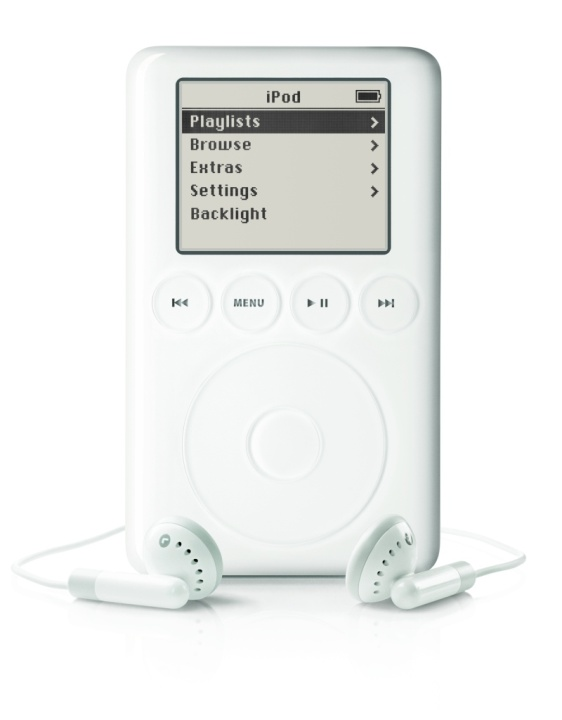 iPod
Playlists
Browse
Extras
Settings
Backlight
MENU